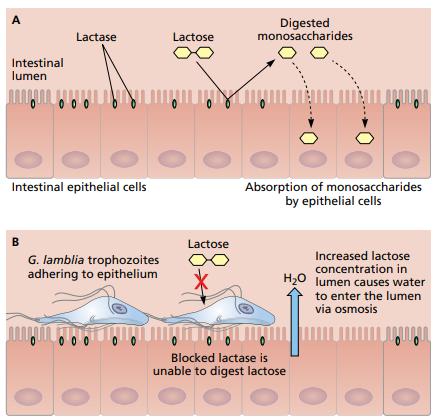 A
Lactase
Lactose
Digested
monosaccharides
Intestinal
lumen
Intestinal epithelial cells
Absorption of monosaccharides
by epithelial cells
B
G. lamblia trophozoites
adhering to epithelium
Lactose
X
H₂O
Increased lactose
concentration in
lumen causes water
to enter the lumen
via osmosis
Blocked lactase is
unable to digest lactose